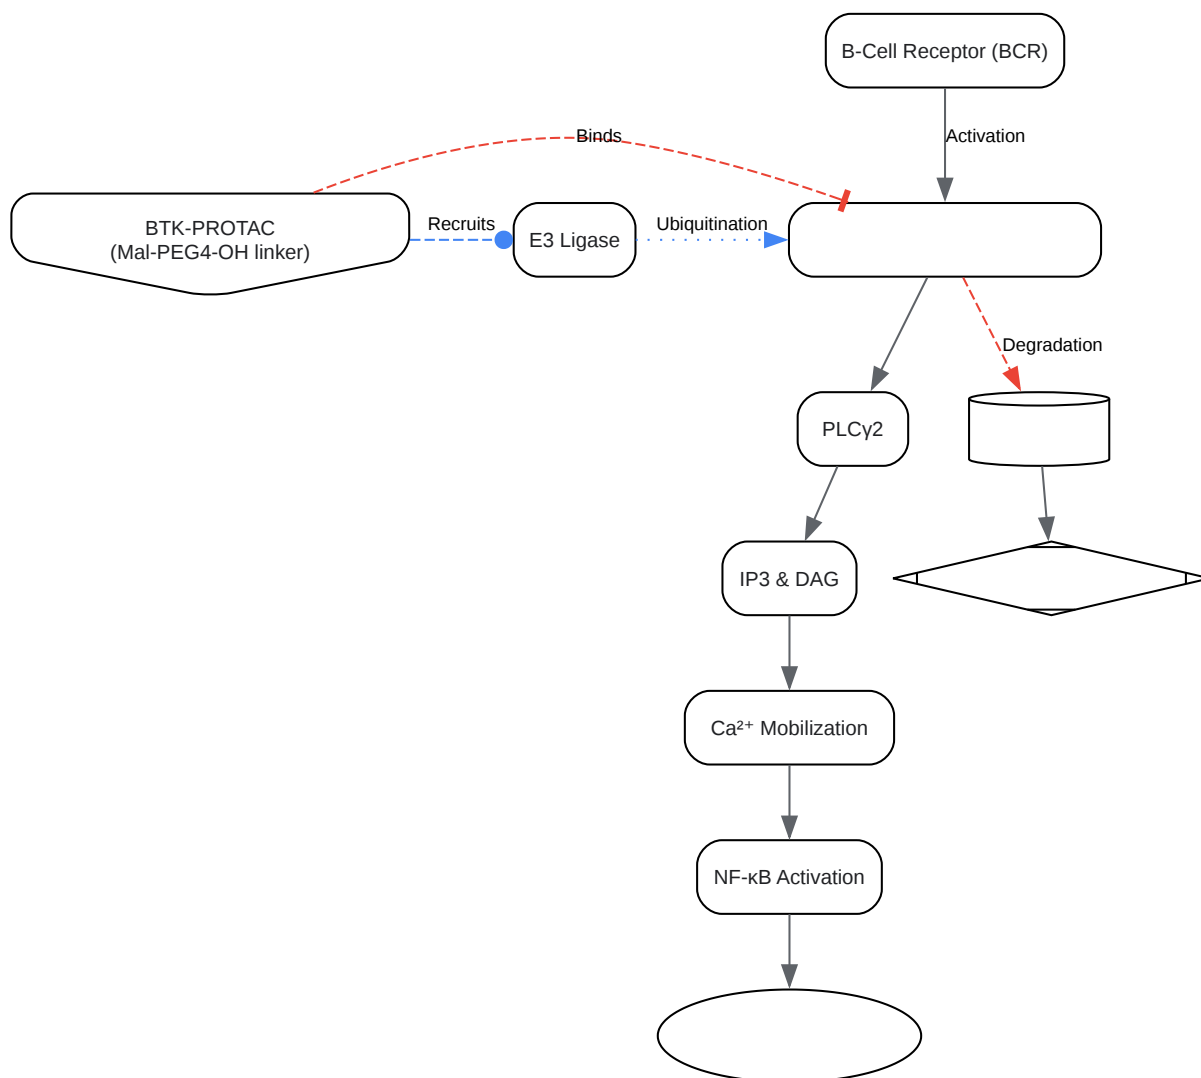 B-Cell Receptor (BCR)
Binds
Activation
BTK-PROTAC
(Mal-PEG4-OH linker)
Recruits
E3 Ligase
Ubiquitination
Degradation
PLCγ2
IP3 & DAG
Ca²⁺ Mobilization
NF-κB Activation